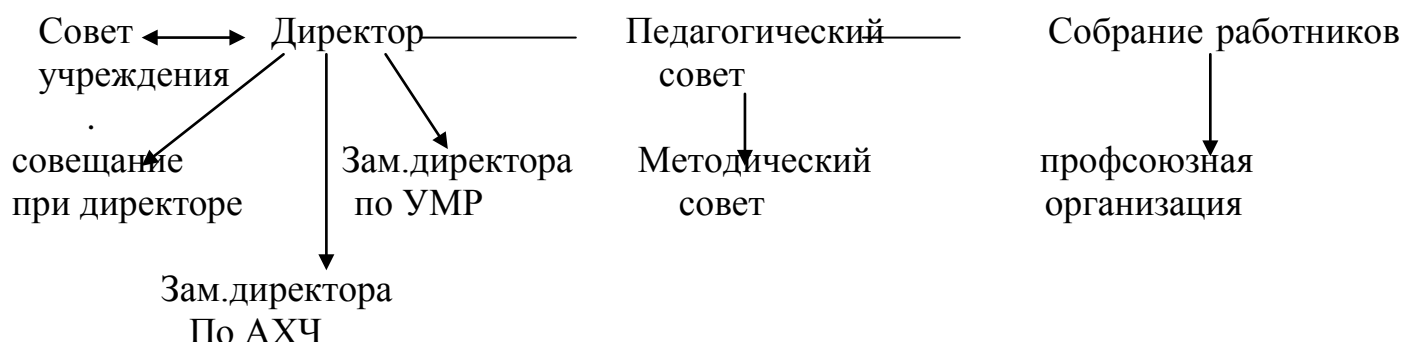 Совет Директор Педагогический Собрание работников
учреждения совет
.
совещание Зам.директора Методический профсоюзная
при директоре по УМР совет организация
Зам.директора
По АХЧ